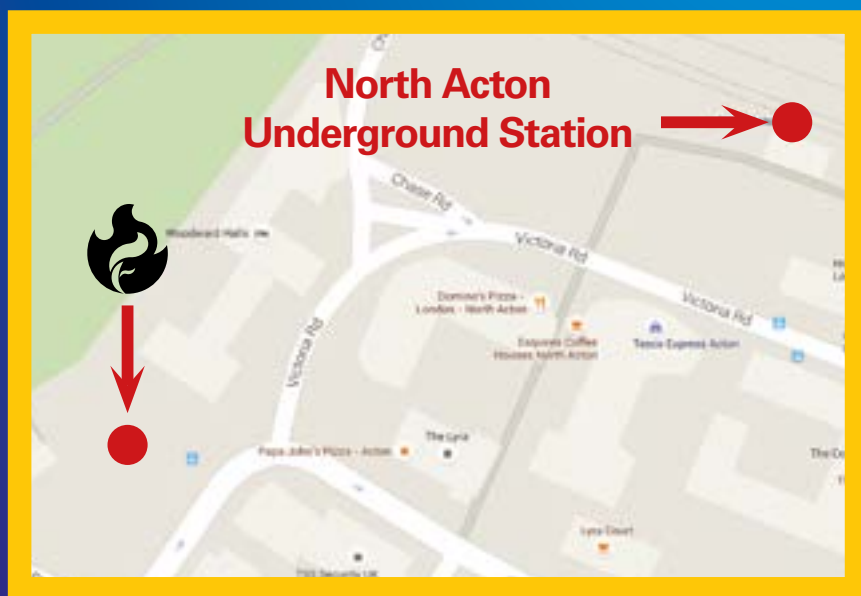 North Acton
Underground Station
Chase Rd
Woodward Halls
Victoria Rd
Domino's Pizza -
London - North Acton
Victoria Rd
Corporate Coffee
Houses North Acton
Tesco Express Acton
Victoria Rd
The Lyra
Papa John's Pizza - Acton
Lyra Court